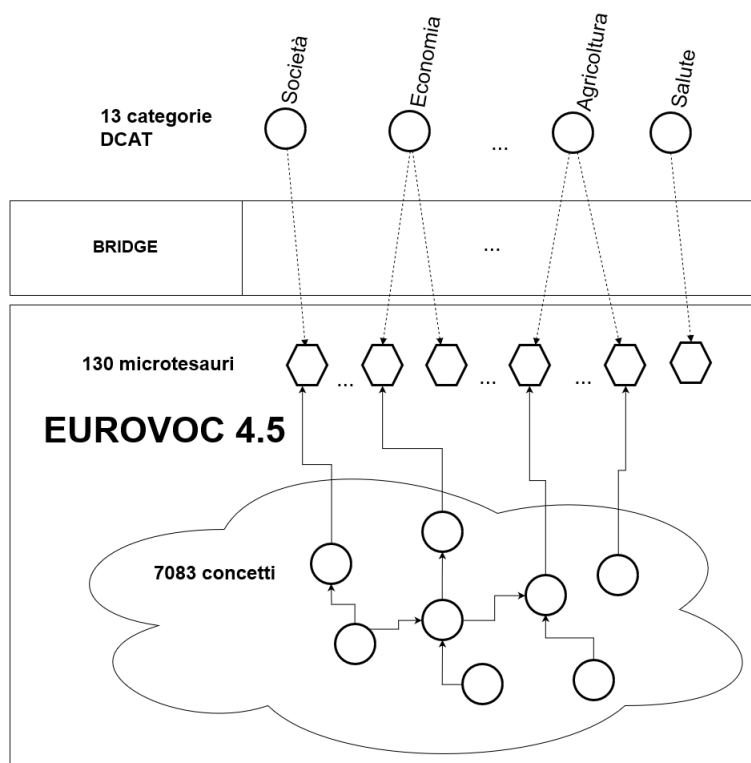 Società
Economia
Agricoltura
Salute
13 categorie
DCAT
...
BRIDGE
...
130 microtesauri
...
...
...
EUROVOC 4.5
7083 concetti